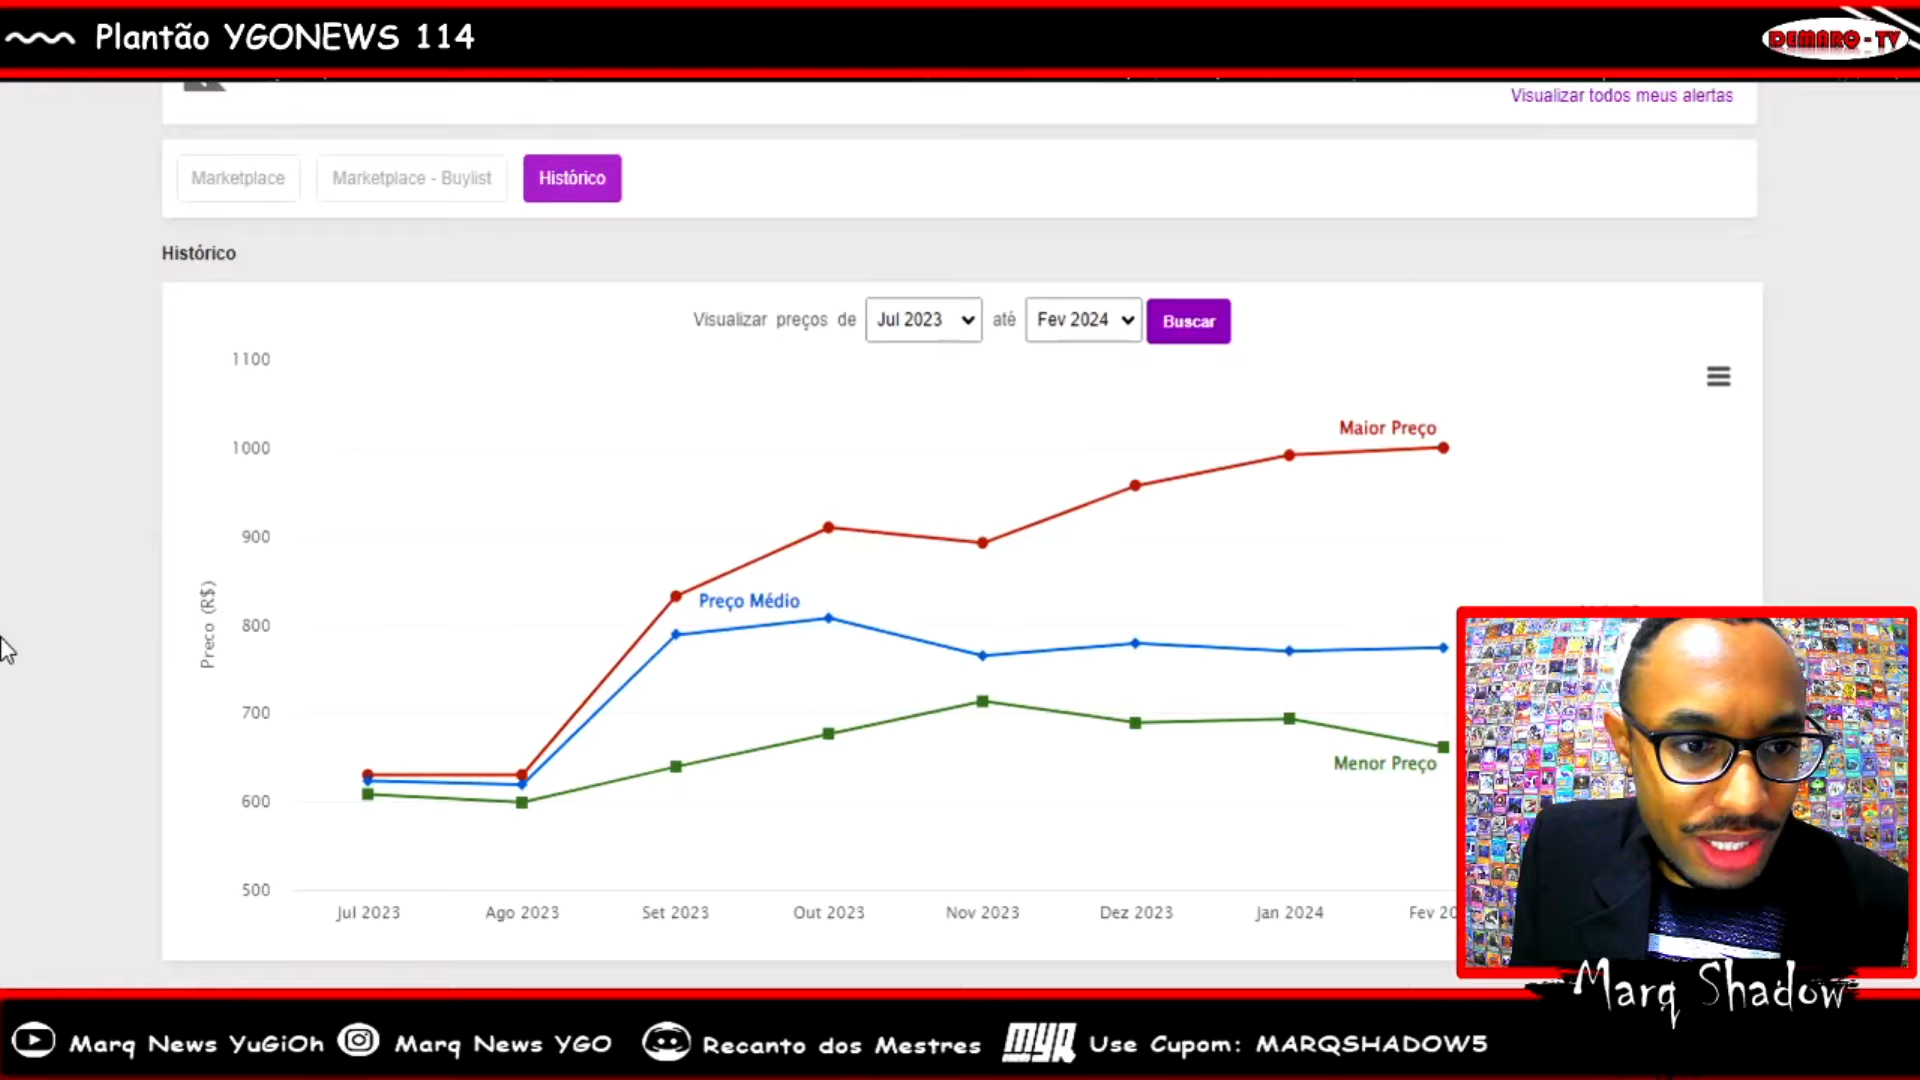 Plantão YGONEWS 114
DEMARO-TV
Visualizar todos meus alertas
Marketplace
Marketplace - Buylist
Histórico
Histórico
Visualizar preços de
Jul 2023
até
Fev 2024
Buscar
1100
1000
900
800
700
600
500
Preço (R$)
Maior Preço
Preço Médio
Menor Preço
Jul 2023
Ago 2023
Set 2023
Out 2023
Nov 2023
Dez 2023
Jan 2024
Fev 20
Marq Shadow
Marq News YuGiOh
Marq News YGO
Recanto dos Mestres
MYP
Use Cupom: MARQSHADOW5